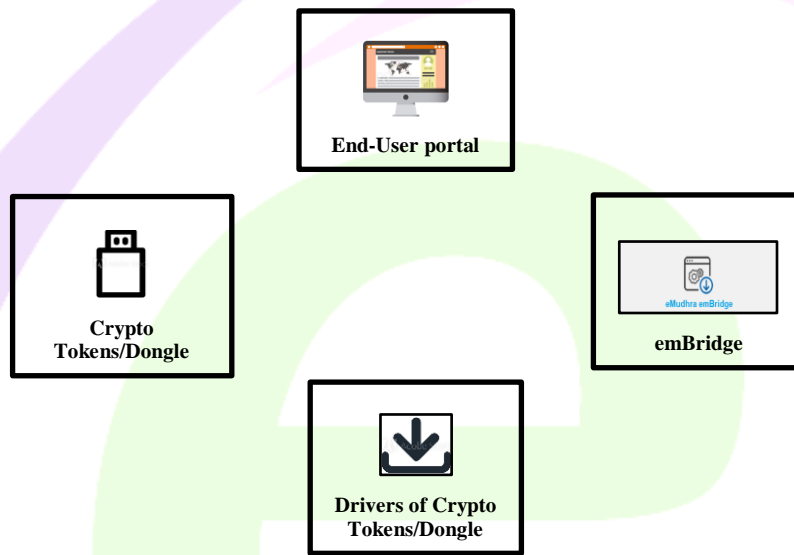 End-User portal
Crypto
Tokens/Dongle
eMudhra emBridge
emBridge
Drivers of Crypto
Tokens/Dongle